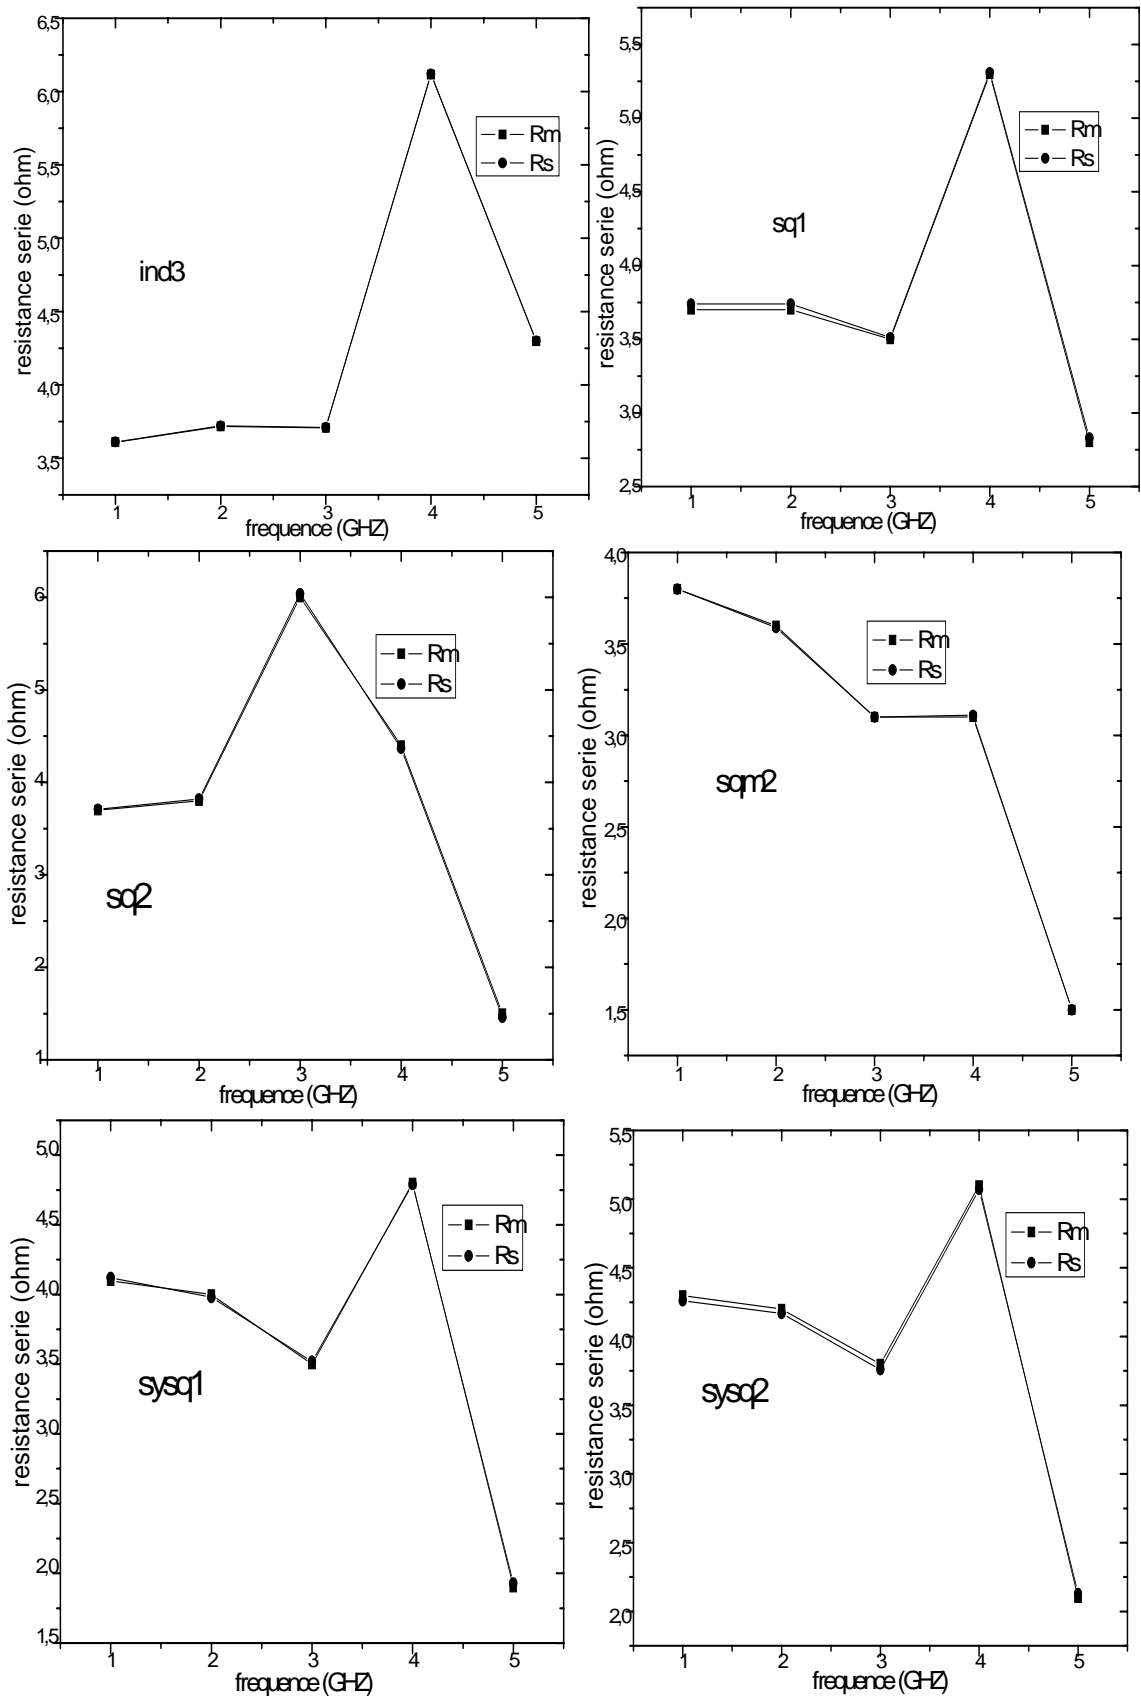 6,5
6,0
5,5
5,0
4,5
4,0
3,5
resistance serie (ohm)
ind3
Rm
Rs
1 2 3 4 5
frequence (GHZ)
5,5
5,0
4,5
4,0
3,5
3,0
2,5
resistance serie (ohm)
sq1
Rm
Rs
1 2 3 4 5
frequence (GHZ)
6
5
4
3
2
1
resistance serie (ohm)
sq2
Rm
Rs
1 2 3 4 5
frequence (GHZ)
4,0
3,5
3,0
2,5
2,0
1,5
resistance serie (ohm)
sqm2
Rm
Rs
1 2 3 4 5
frequence (GHZ)
5,0
4,5
4,0
3,5
3,0
2,5
2,0
1,5
resistance serie (ohm)
sysq1
Rm
Rs
1 2 3 4 5
frequence (GHZ)
5,5
5,0
4,5
4,0
3,5
3,0
2,5
2,0
resistance serie (ohm)
sysq2
Rm
Rs
1 2 3 4 5
frequence (GHZ)